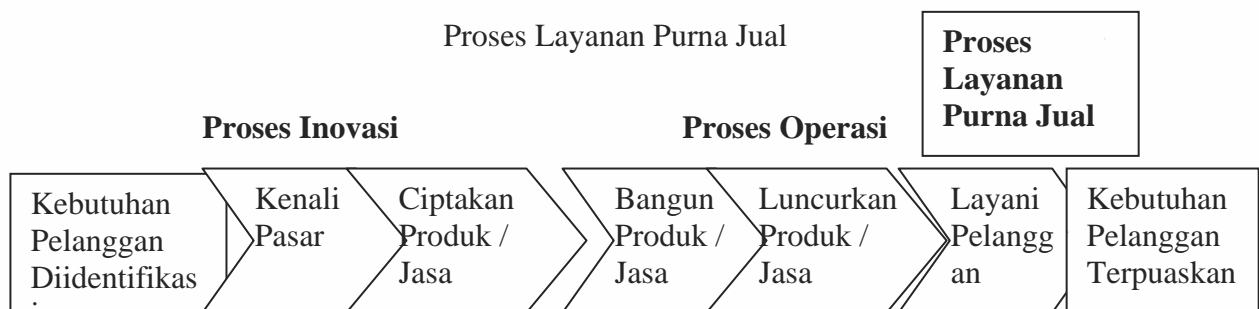 Proses Layanan Purna Jual
Proses
Layanan
Purna Jual
Proses Inovasi
Proses Operasi
Kebutuhan
Pelanggan
Diidentifikas
i
Kenali
Pasar
Ciptakan
Produk /
Jasa
Bangun
Produk /
Jasa
Luncurkan
Produk /
Jasa
Layani
Pelangg
an
Kebutuhan
Pelanggan
Terpuaskan